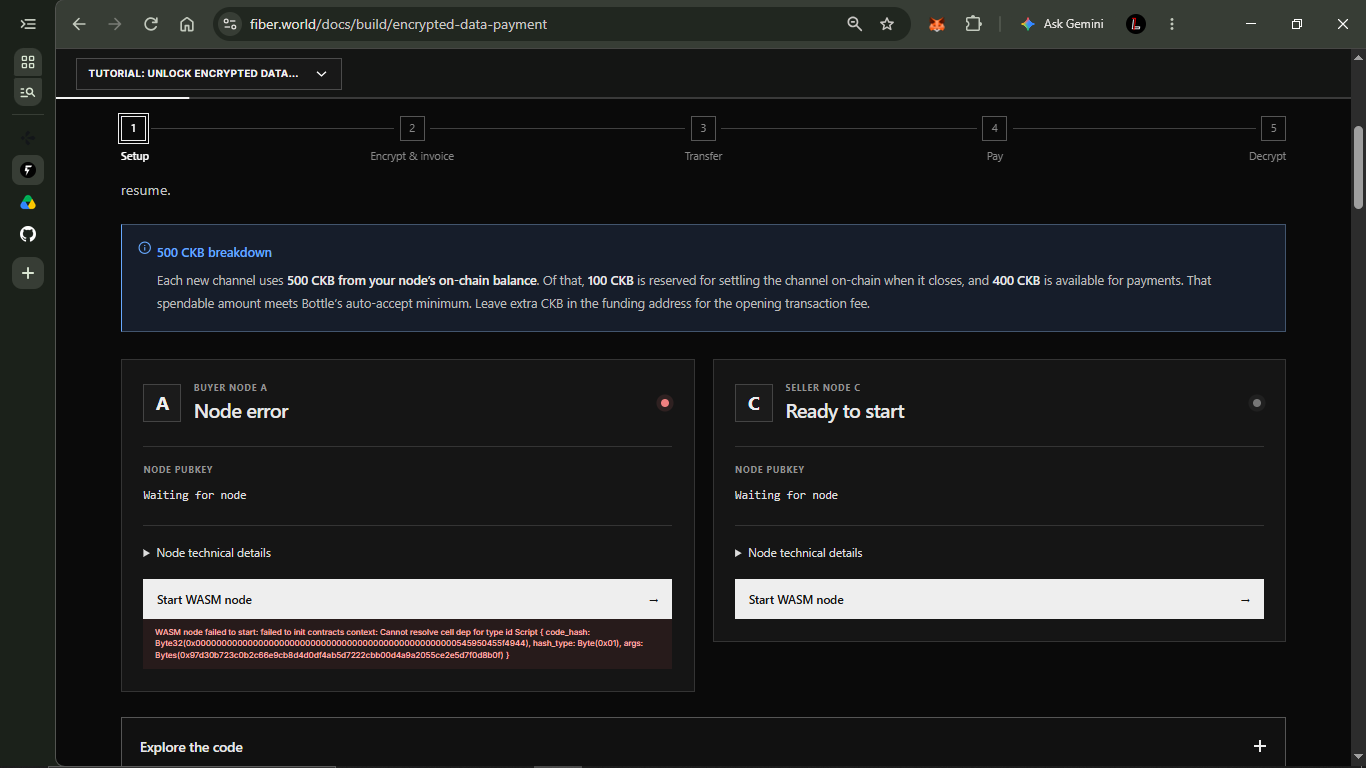 fiber.world/docs/build/encrypted-data-payment
Ask Gemini
TUTORIAL: UNLOCK ENCRYPTED DATA...
1
2
3
4
5
Setup
Encrypt & invoice
Transfer
Pay
Decrypt
resume.
500 CKB breakdown
Each new channel uses 500 CKB from your node's on-chain balance. Of that, 100 CKB is reserved for settling the channel on-chain when it closes, and 400 CKB is available for payments. That
spendable amount meets Bottle's auto-accept minimum. Leave extra CKB in the funding address for the opening transaction fee.
A
BUYER NODE A
Node error
NODE PUBKEY
Waiting for node
Node technical details
Start WASM node →
WASM node failed to start: failed to init contracts context: Cannot resolve cell dep for type id Script { code_hash:
Byte32(0x00000000000000000000000000000000000000000000000000545950455f4944), hash_type: Byte(0x01), args:
Bytes(0x97d30b723c0b2c66e9cb8d4d0df4ab5d7222cbb00d4a9a2055ce2e5d7f0d8b0f) }
C
SELLER NODE C
Ready to start
NODE PUBKEY
Waiting for node
Node technical details
Start WASM node →
Explore the code